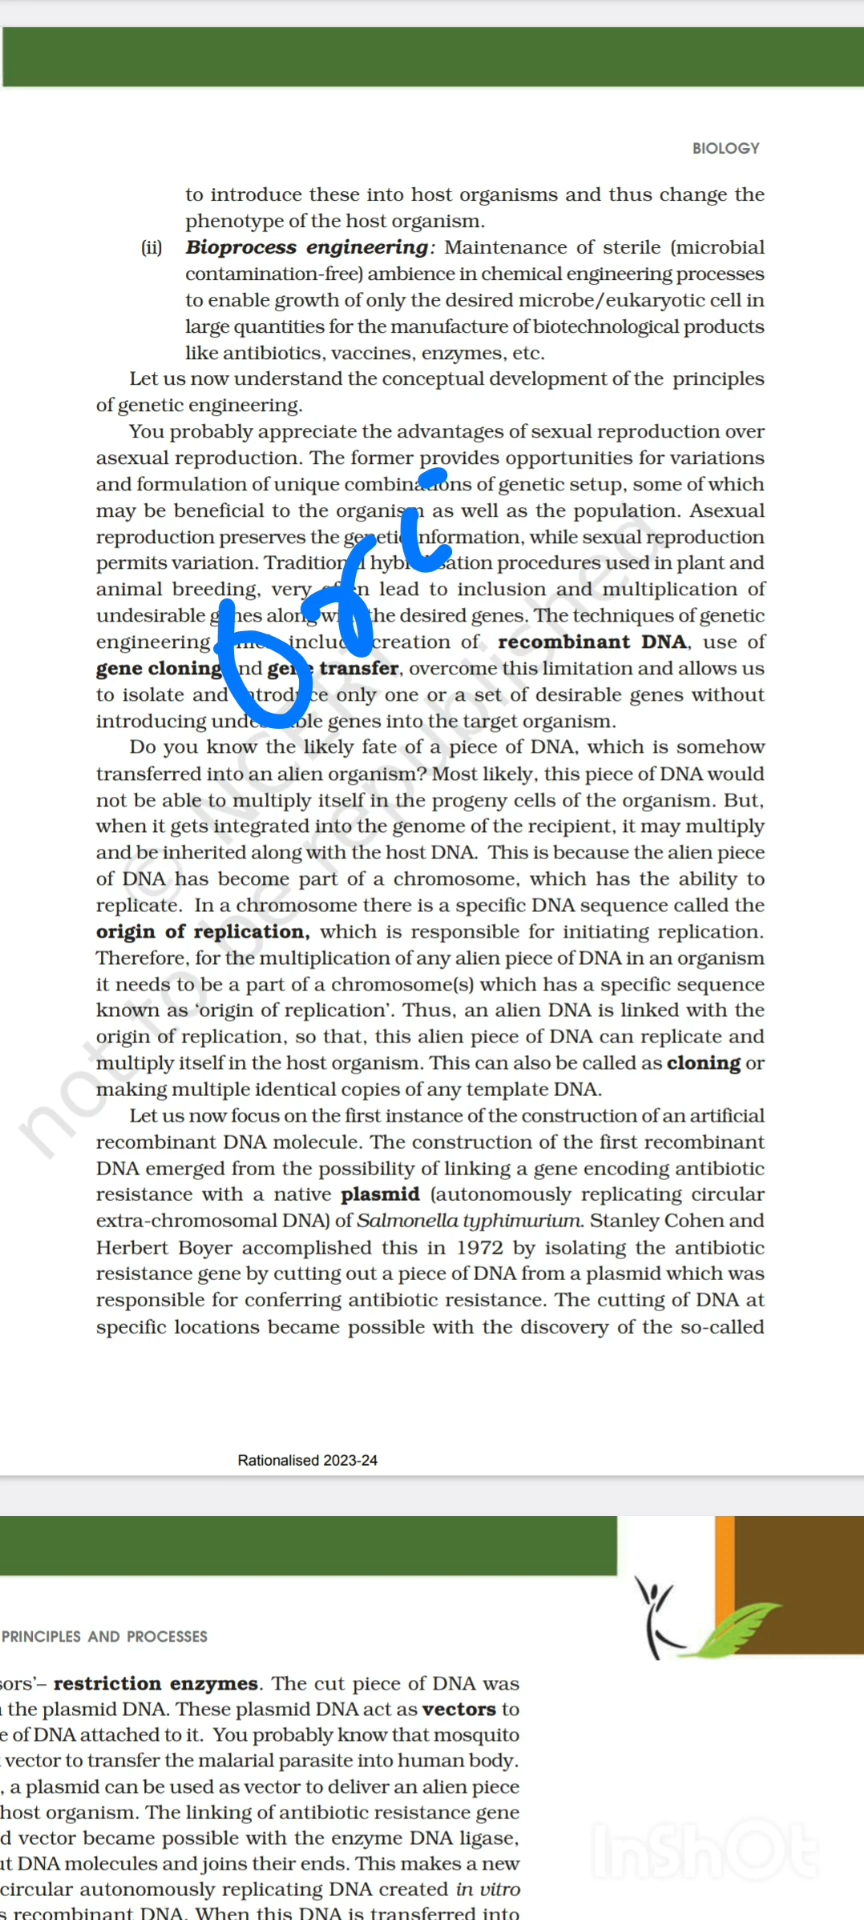 BIOLOGY
to introduce these into host organisms and thus change the
phenotype of the host organism.
(ii) Bioprocess engineering: Maintenance of sterile (microbial
contamination-free) ambience in chemical engineering processes
to enable growth of only the desired microbe/eukaryotic cell in
large quantities for the manufacture of biotechnological products
like antibiotics, vaccines, enzymes, etc.
Let us now understand the conceptual development of the principles
of genetic engineering.
You probably appreciate the advantages of sexual reproduction over
asexual reproduction. The former provides opportunities for variations
and formulation of unique combinations of genetic setup, some of which
may be beneficial to the organism as well as the population. Asexual
reproduction preserves the genetic information, while sexual reproduction
permits variation. Traditional hybridisation procedures used in plant and
animal breeding, very often lead to inclusion and multiplication of
undesirable genes along with the desired genes. The techniques of genetic
engineering include creation of recombinant DNA, use of
gene cloning and gene transfer, overcome this limitation and allows us
to isolate and introduce only one or a set of desirable genes without
introducing undesirable genes into the target organism.
Do you know the likely fate of a piece of DNA, which is somehow
transferred into an alien organism? Most likely, this piece of DNA would
not be able to multiply itself in the progeny cells of the organism. But,
when it gets integrated into the genome of the recipient, it may multiply
and be inherited along with the host DNA. This is because the alien piece
of DNA has become part of a chromosome, which has the ability to
replicate. In a chromosome there is a specific DNA sequence called the
origin of replication, which is responsible for initiating replication.
Therefore, for the multiplication of any alien piece of DNA in an organism
it needs to be a part of a chromosome(s) which has a specific sequence
known as ‘origin of replication’. Thus, an alien DNA is linked with the
origin of replication, so that, this alien piece of DNA can replicate and
multiply itself in the host organism. This can also be called as cloning or
making multiple identical copies of any template DNA.
Let us now focus on the first instance of the construction of an artificial
recombinant DNA molecule. The construction of the first recombinant
DNA emerged from the possibility of linking a gene encoding antibiotic
resistance with a native plasmid (autonomously replicating circular
extra-chromosomal DNA) of Salmonella typhimurium. Stanley Cohen and
Herbert Boyer accomplished this in 1972 by isolating the antibiotic
resistance gene by cutting out a piece of DNA from a plasmid which was
responsible for conferring antibiotic resistance. The cutting of DNA at
specific locations became possible with the discovery of the so-called
© NCERT
not to be republished
Rationalised 2023-24
PRINCIPLES AND PROCESSES
sors’– restriction enzymes. The cut piece of DNA was
the plasmid DNA. These plasmid DNA act as vectors to
e of DNA attached to it. You probably know that mosquito
vector to transfer the malarial parasite into human body.
, a plasmid can be used as vector to deliver an alien piece
host organism. The linking of antibiotic resistance gene
d vector became possible with the enzyme DNA ligase,
ut DNA molecules and joins their ends. This makes a new
circular autonomously replicating DNA created in vitro
s recombinant DNA. When this DNA is transferred into
InShOt